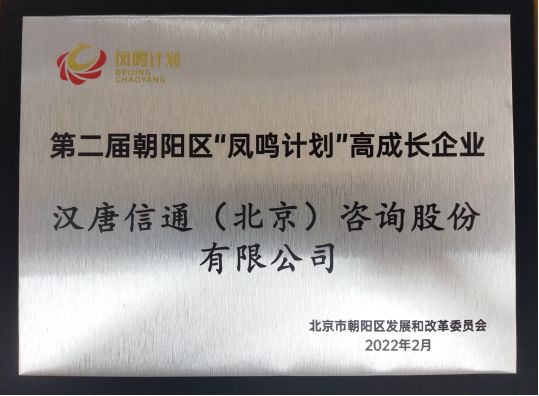 凤鸣计划
BEIJING
CHAOYANG
第二届朝阳区“凤鸣计划”高成长企业
汉唐信通（北京）咨询股份
有限公司
北京市朝阳区发展和改革委员会
2022年2月